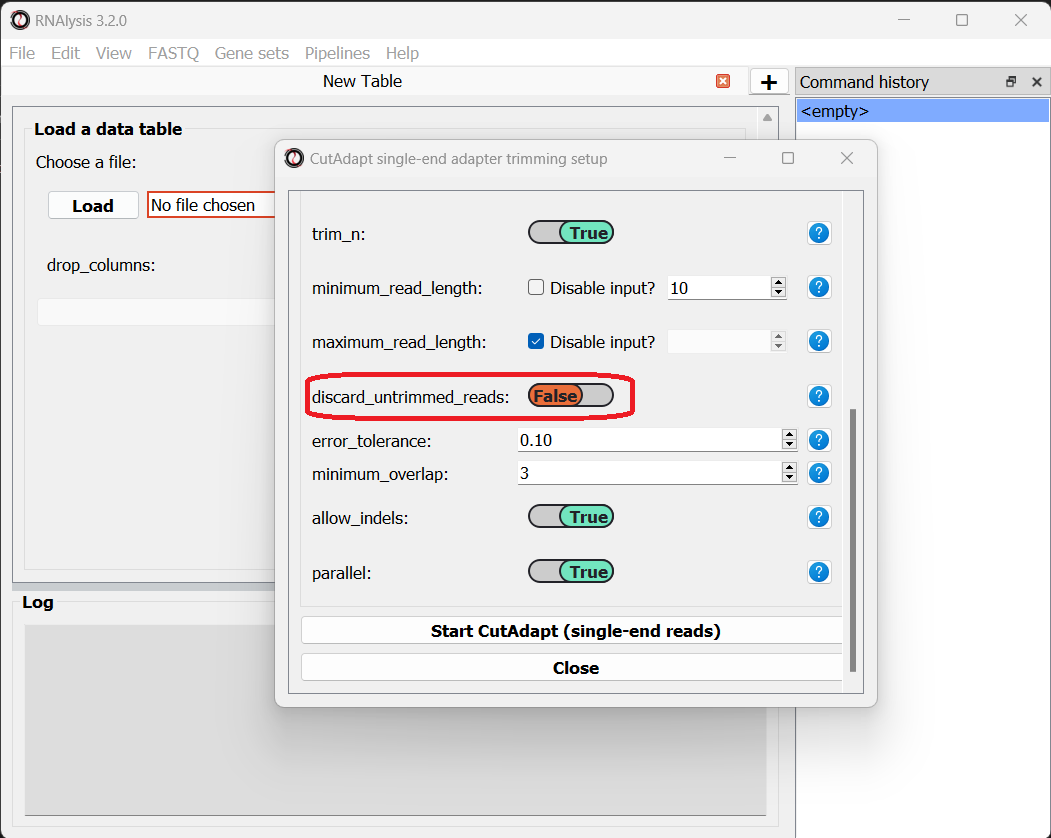 RNAlysis 3.2.0
File Edit View FASTQ Gene sets Pipelines Help
New Table
Command history
<empty>
Load a data table
Choose a file:
Load No file chosen
drop_columns:
Log
CutAdapt single-end adapter trimming setup
trim_n: True ?
minimum_read_length: Disable input? 10 ?
maximum_read_length: Disable input? ?
discard_untrimmed_reads: False ?
error_tolerance: 0.10 ?
minimum_overlap: 3 ?
allow_indels: True ?
parallel: True ?
Start CutAdapt (single-end reads)
Close